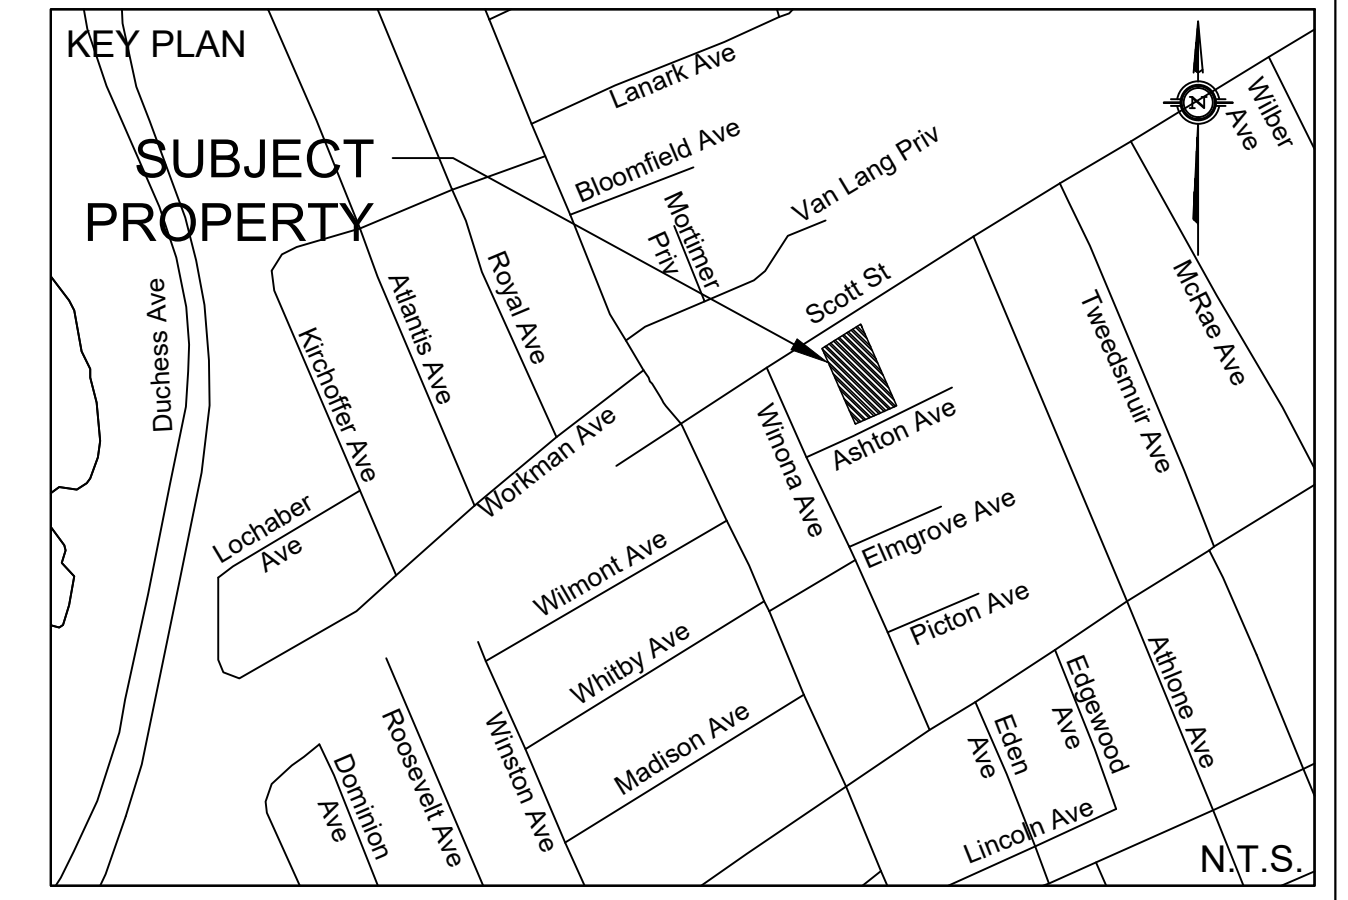 KEY PLAN
Lanark Ave
Wilber
Ave
SUBJECT
PROPERTY
Bloomfield Ave
Van Lang Priv
Mortimer
Priv
N
Scott St
McRae Ave
Duchess Ave
Atlantis Ave
Royal Ave
Kirchoffer Ave
Tweedsmuir Ave
Workman Ave
Winona Ave
Ashton Ave
Lochaber
Ave
Wilmont Ave
Elmgrove Ave
Picton Ave
Whitby Ave
Madison Ave
Athlone Ave
Edgewood
Ave
Eden
Ave
Roosevelt Ave
Winston Ave
Dominion
Ave
Lincoln Ave
N.T.S.